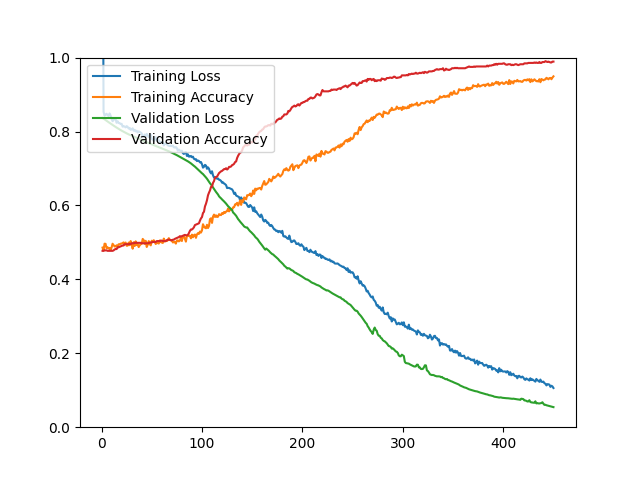 1.0
0.8
0.6
0.4
0.2
0.0
Training Loss
Training Accuracy
Validation Loss
Validation Accuracy
0 100 200 300 400